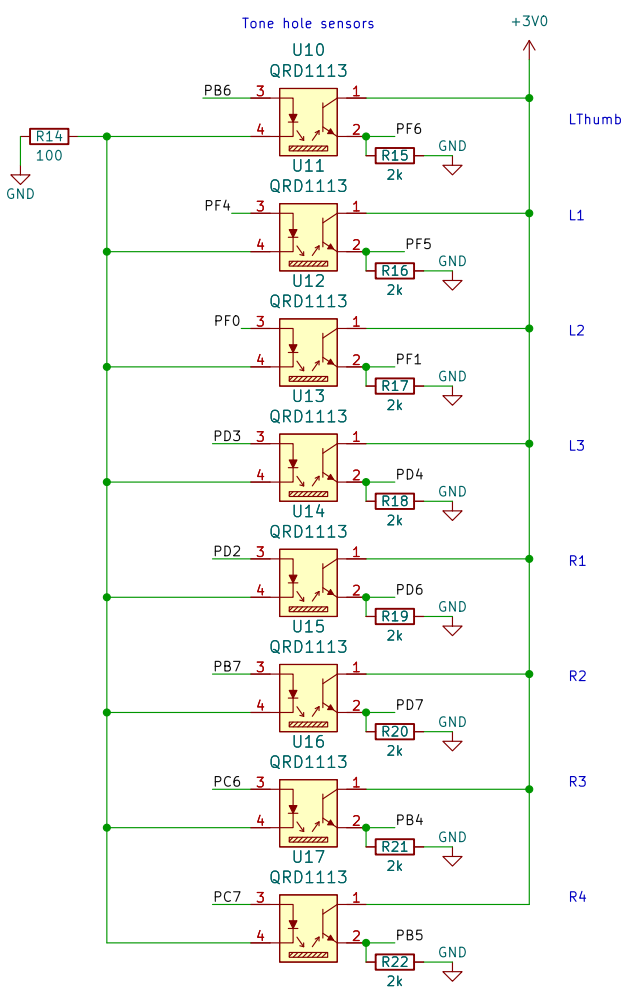 Tone hole sensors
+3V0
U10
QRD1113
PB6 3 1
LThumb
R14 4 2 PF6
100 R15 GND
GND 2k
U11
QRD1113
PF4 3 1
L1
4 2 PF5
R16 GND
2k
U12
QRD1113
PF0 3 1
L2
4 2 PF1
R17 GND
2k
U13
QRD1113
PD3 3 1
L3
4 2 PD4
R18 GND
2k
U14
QRD1113
PD2 3 1
R1
4 2 PD6
R19 GND
2k
U15
QRD1113
PB7 3 1
R2
4 2 PD7
R20 GND
2k
U16
QRD1113
PC6 3 1
R3
4 2 PB4
R21 GND
2k
U17
QRD1113
PC7 3 1
R4
4 2 PB5
R22 GND
2k